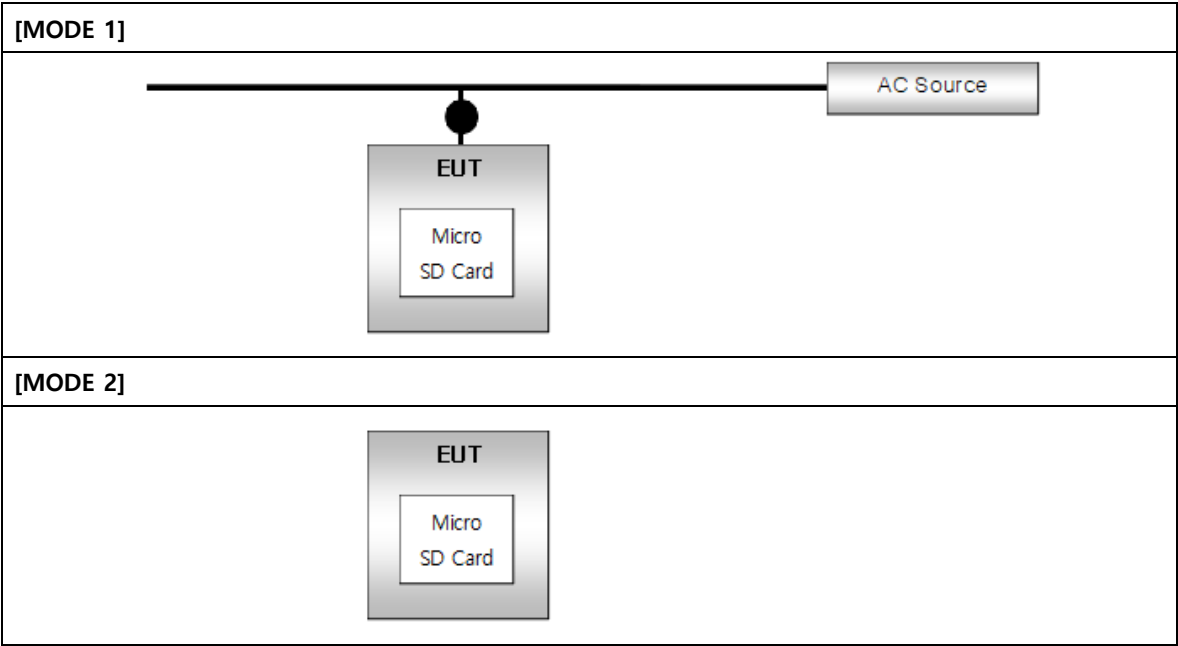 [MODE 1]
AC Source
EUT
Micro
SD Card
[MODE 2]
EUT
Micro
SD Card